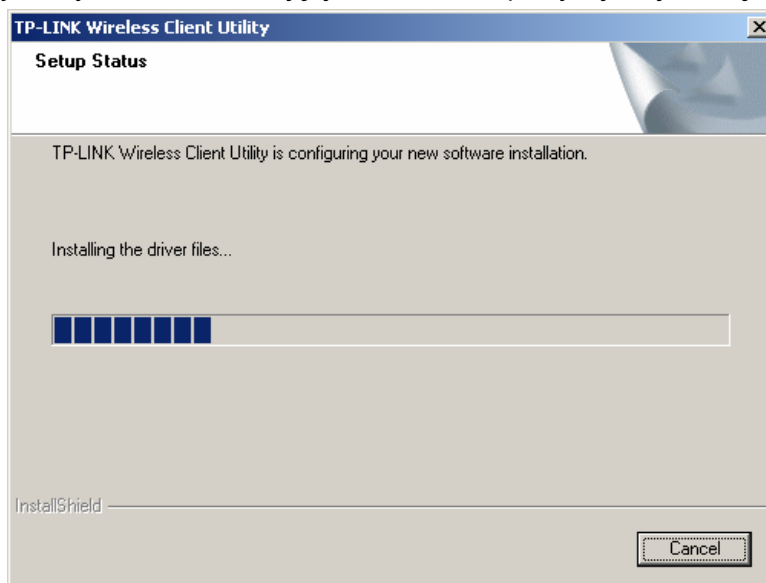 TP-LINK Wireless Client Utility
Setup Status
TP-LINK Wireless Client Utility is configuring your new software installation.
Installing the driver files...
InstallShield
Cancel